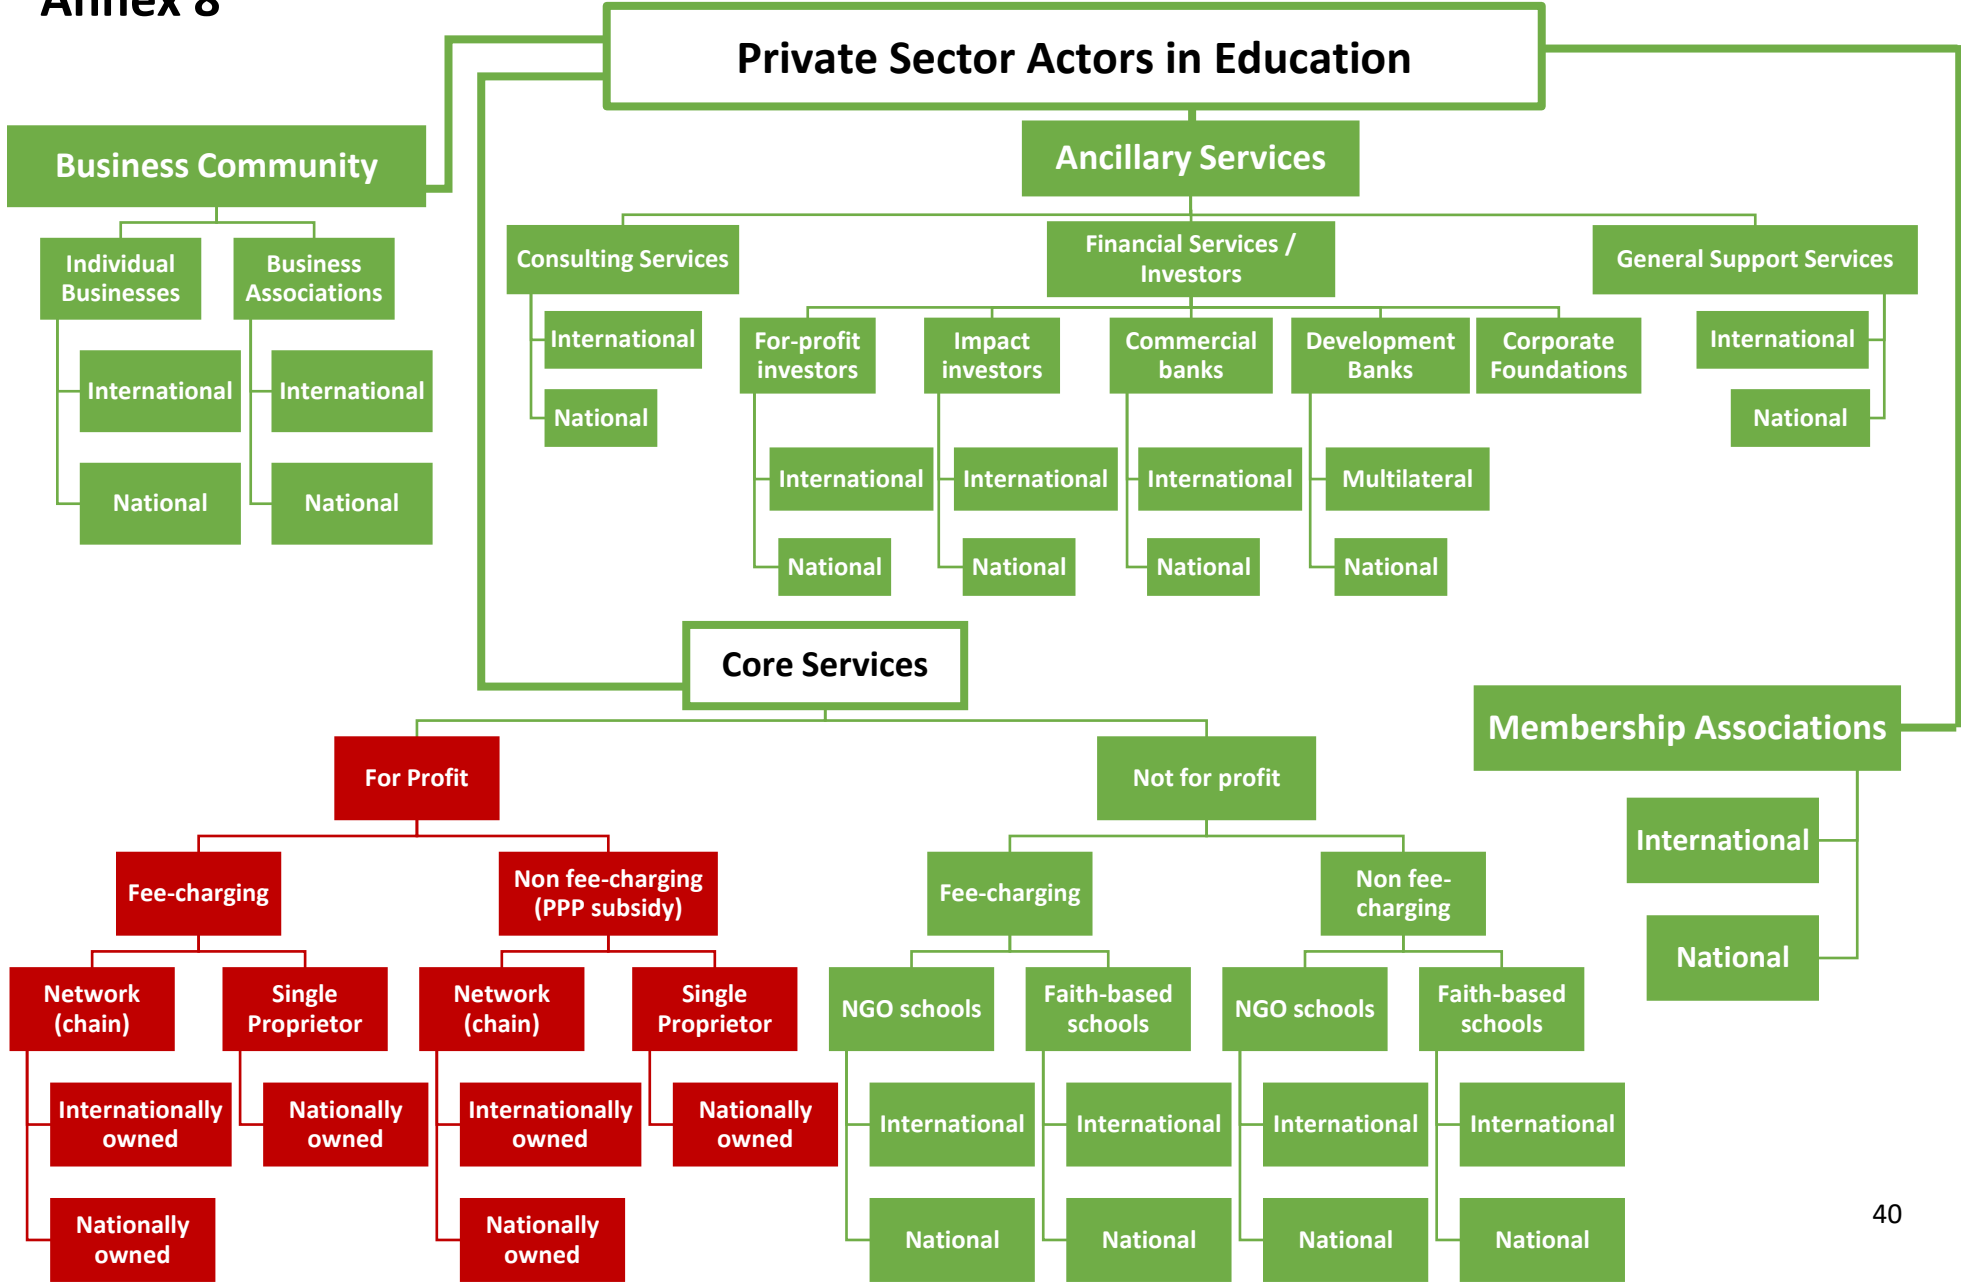 Annex 8
Private Sector Actors in Education
Business Community
Individual
Businesses
International
National
Business
Associations
International
National
Ancillary Services
Consulting Services
International
National
Financial Services /
Investors
For-profit
investors
International
National
Impact
investors
International
National
Commercial
banks
International
National
Development
Banks
Multilateral
National
Corporate
Foundations
General Support Services
International
National
Core Services
For Profit
Fee-charging
Network
(chain)
Internationally
owned
Nationally
owned
Single
Proprietor
Nationally
owned
Non fee-charging
(PPP subsidy)
Network
(chain)
Internationally
owned
Nationally
owned
Single
Proprietor
Nationally
owned
Not for profit
Fee-charging
NGO schools
International
National
Faith-based
schools
International
National
Non fee-
charging
NGO schools
International
National
Faith-based
schools
International
National
Membership Associations
International
National
40